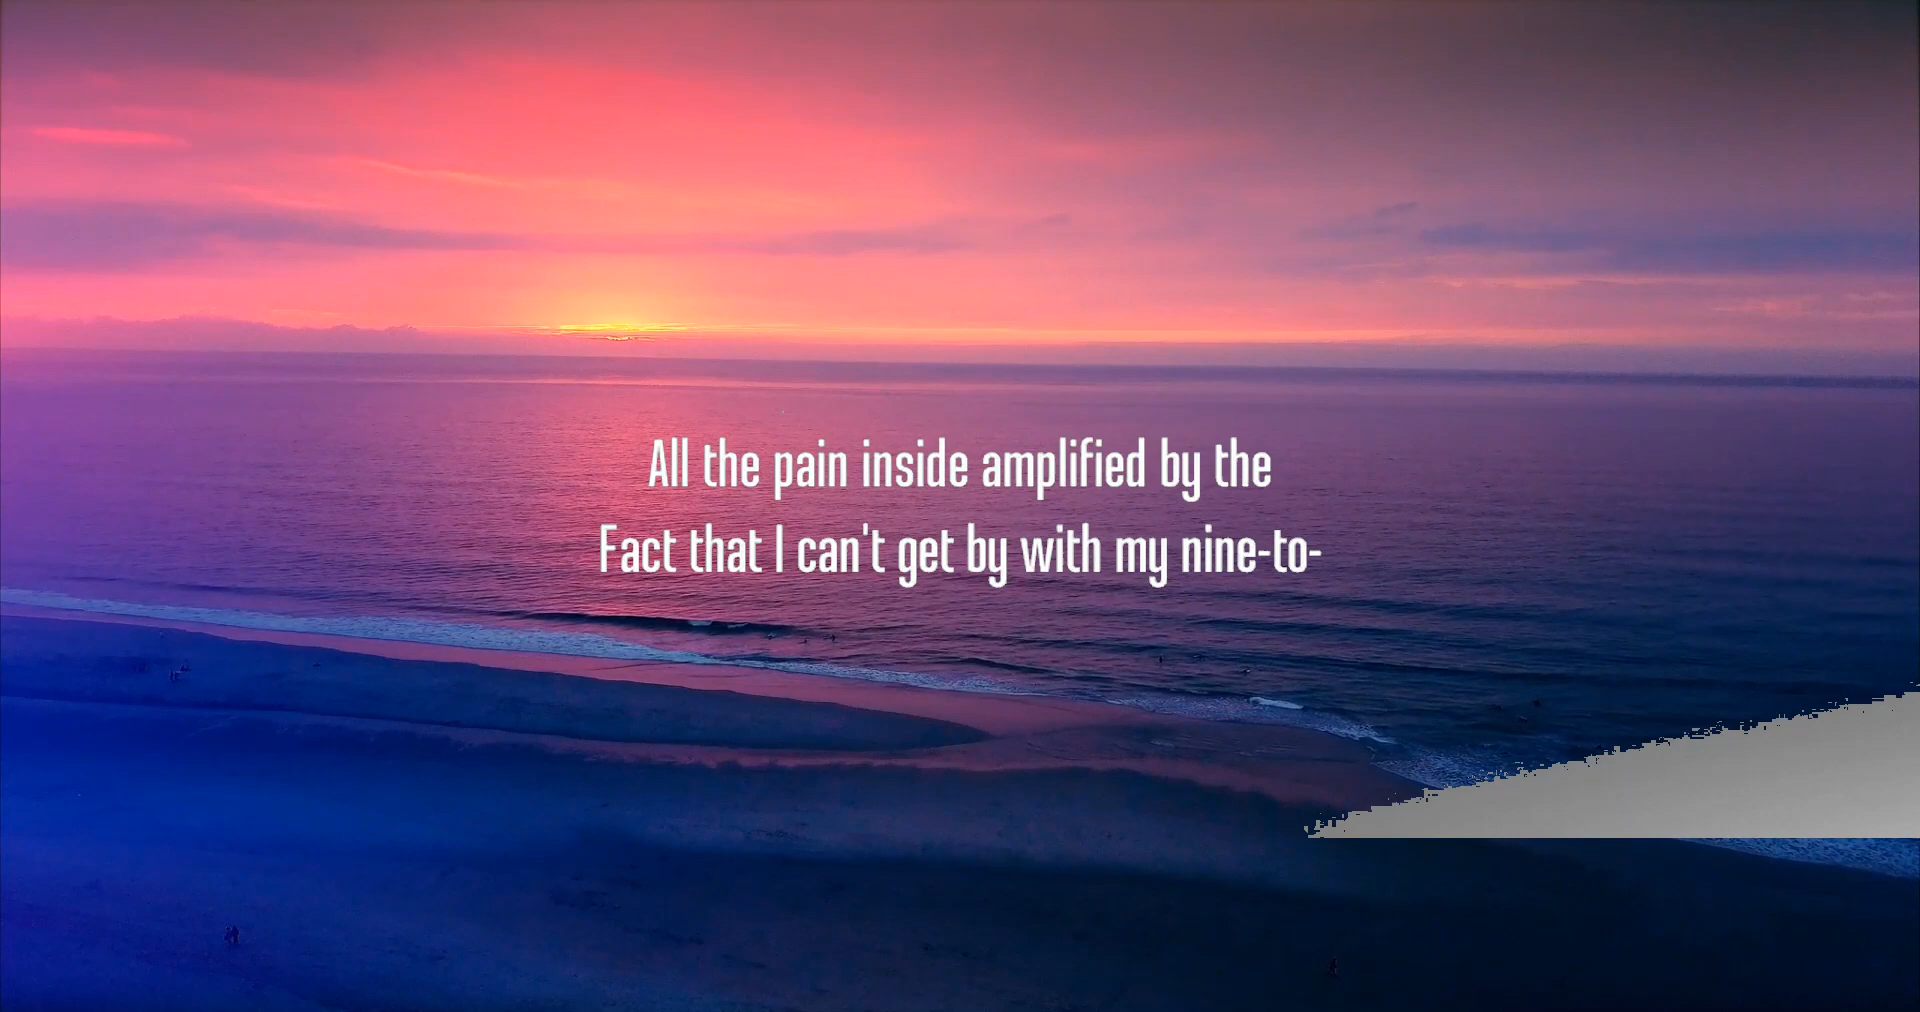 All the pain inside amplified by the
Fact that I can't get by with my nine-to-